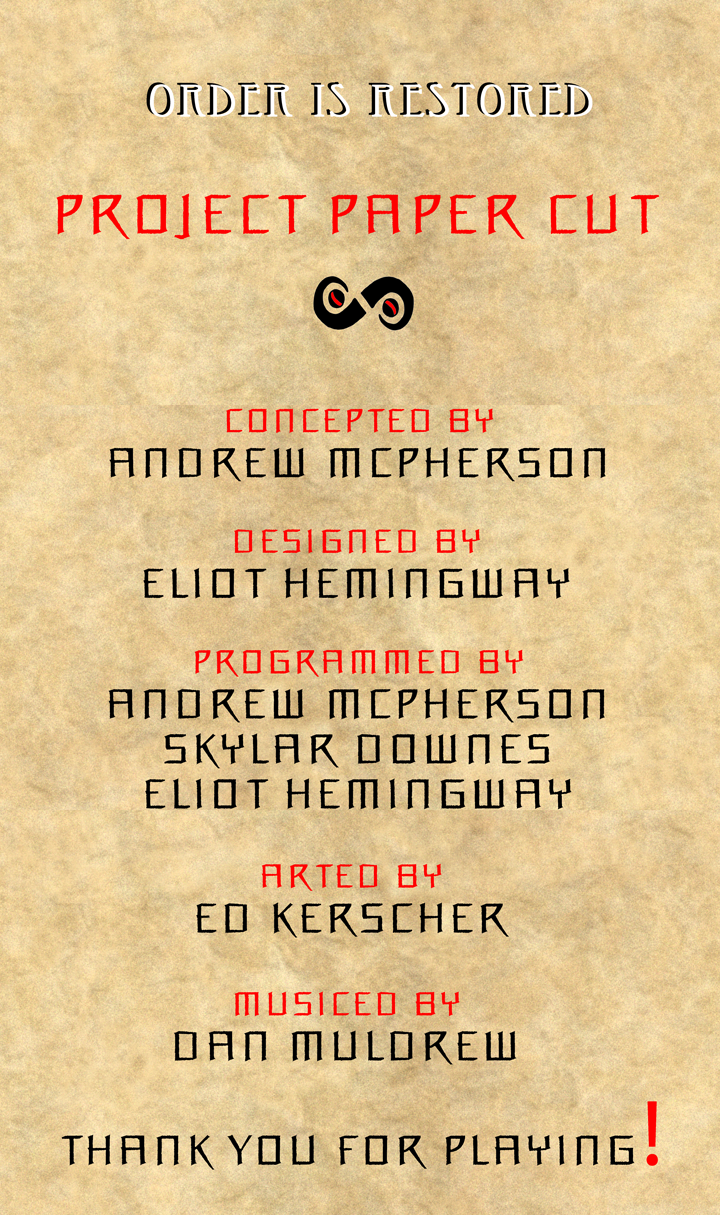 ORDER IS RESTORED
PROJECT PAPER CUT
CONCEPTED BY
ANDREW MCPHERSON
DESIGNED BY
ELIOT HEMINGWAY
PROGRAMMED BY
ANDREW MCPHERSON
SKYLAR DOWNES
ELIOT HEMINGWAY
ARTED BY
ED KERSCHER
MUSICED BY
DAN MULDREW
THANK YOU FOR PLAYING!